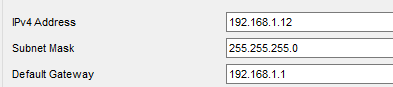 IPv4 Address 192.168.1.12
Subnet Mask 255.255.255.0
Default Gateway 192.168.1.1